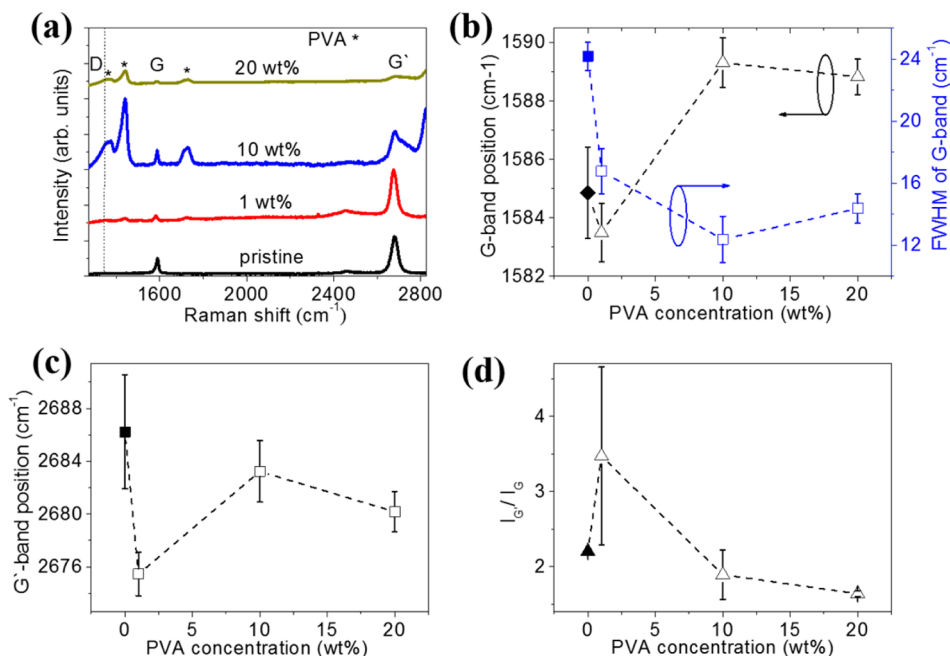 (a)
PVA *
D
*
*
G
*
G`
20 wt%
10 wt%
1 wt%
pristine
Intensity (arb. units)
1600
2000
2400
2800
Raman shift (cm⁻¹)
(b)
1590
1588
1586
1584
1582
G-band position (cm-1)
24
20
16
12
FWHM of G-band (cm⁻¹)
0
5
10
15
20
PVA concentration (wt%)
(c)
2688
2684
2680
2676
G`-band position (cm⁻¹)
0
5
10
15
20
PVA concentration (wt%)
(d)
4
3
2
1
I_G'/ I_G
0
5
10
15
20
PVA concentration (wt%)